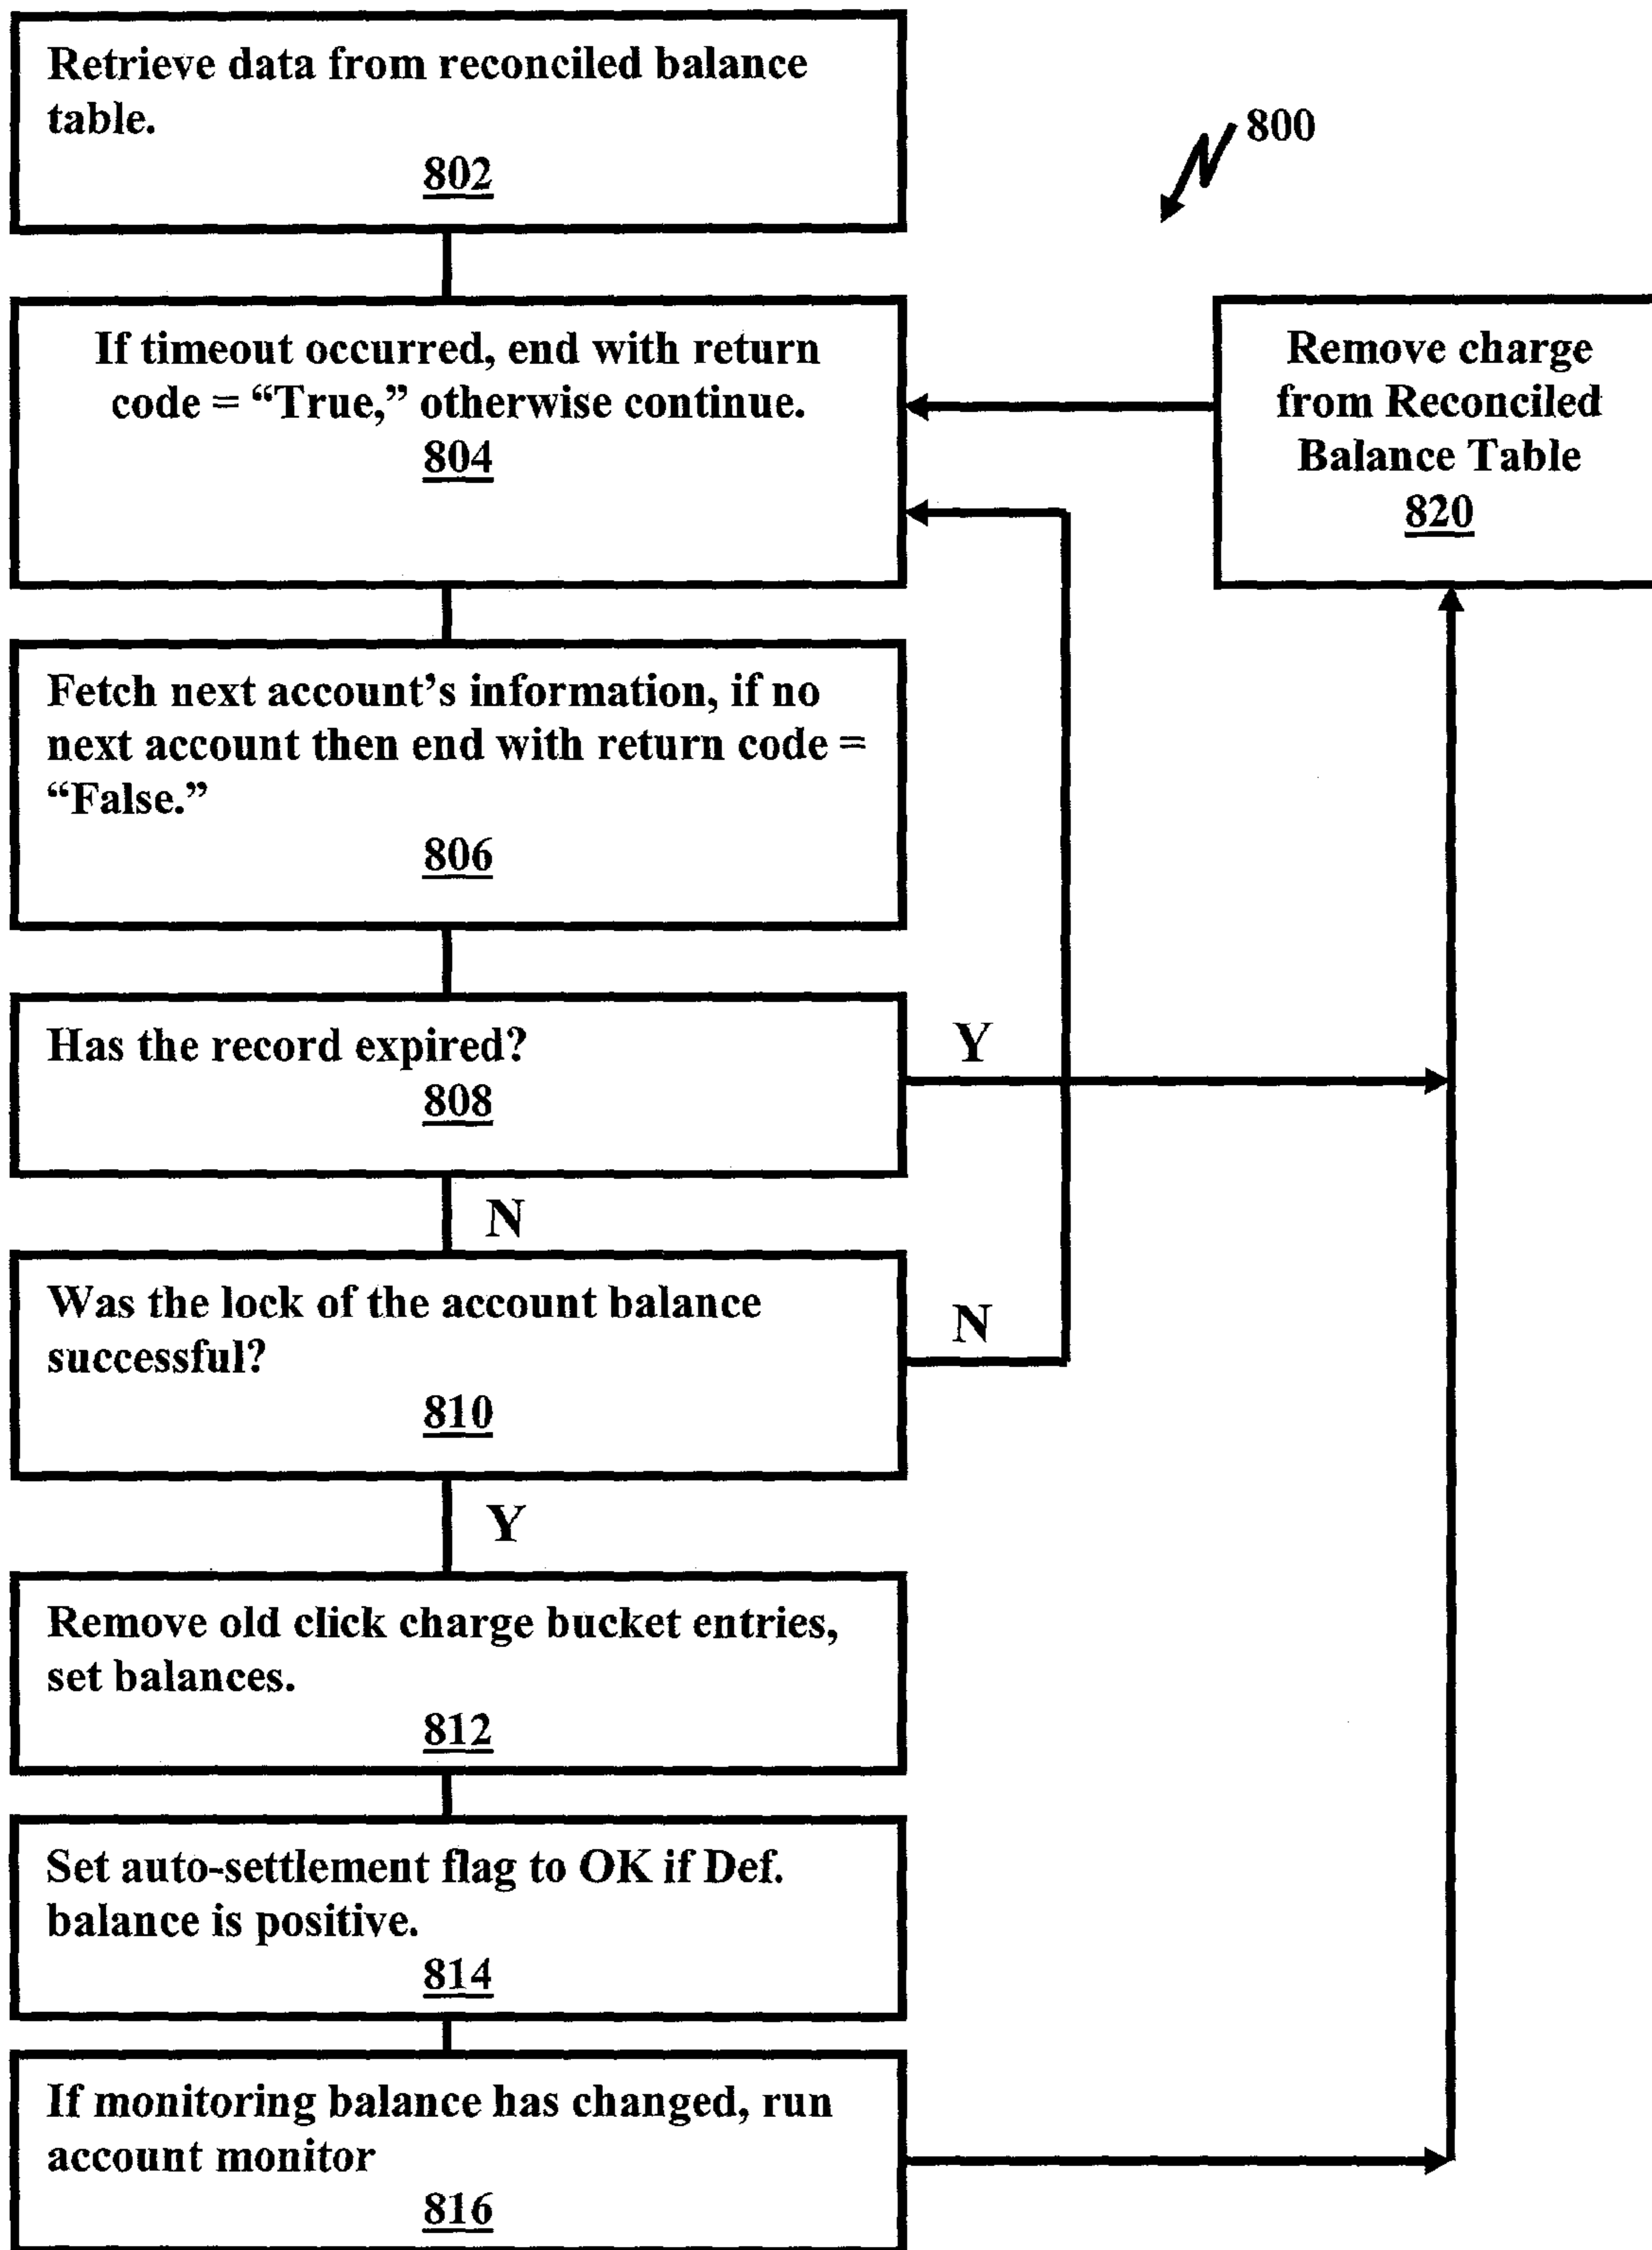 Retrieve data from reconciled balance
table.
802
800
If timeout occurred, end with return
code = “True,” otherwise continue.
804
Remove charge
from Reconciled
Balance Table
820
Fetch next account’s information, if no
next account then end with return code =
“False.”
806
Has the record expired?
808
Y
N
Was the lock of the account balance
successful?
810
N
Y
Remove old click charge bucket entries,
set balances.
812
Set auto-settlement flag to OK if Def.
balance is positive.
814
If monitoring balance has changed, run
account monitor
816